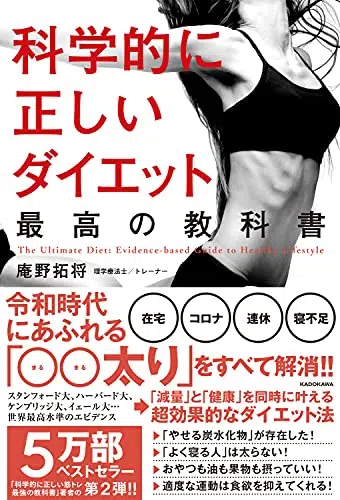 科学的に
正しい
ダイエット
最高の教科書
The Ultimate Diet: Evidence-based Guide to Healthy Lifestyle
庵野拓将 理学療法士／トレーナー
令和時代
にあふれる
在宅 コロナ 連休 寝不足
「〇〇太り」をすべて解消!!
まる まる
KADOKAWA
スタンフォード大、ハーバード大、
ケンブリッジ大、イェール大…
世界最高水準のエビデンス
「減量」と「健康」を同時に叶える
超効果的なダイエット法
5万部
ベストセラー
「科学的に正しい筋トレ
最強の教科書」著者の 第2弾!!
「やせる炭水化物」が存在した!
「よく寝る人」は太らない!
おやつも油も果物も摂っていい!
適度な運動は食欲を抑えてくれる!